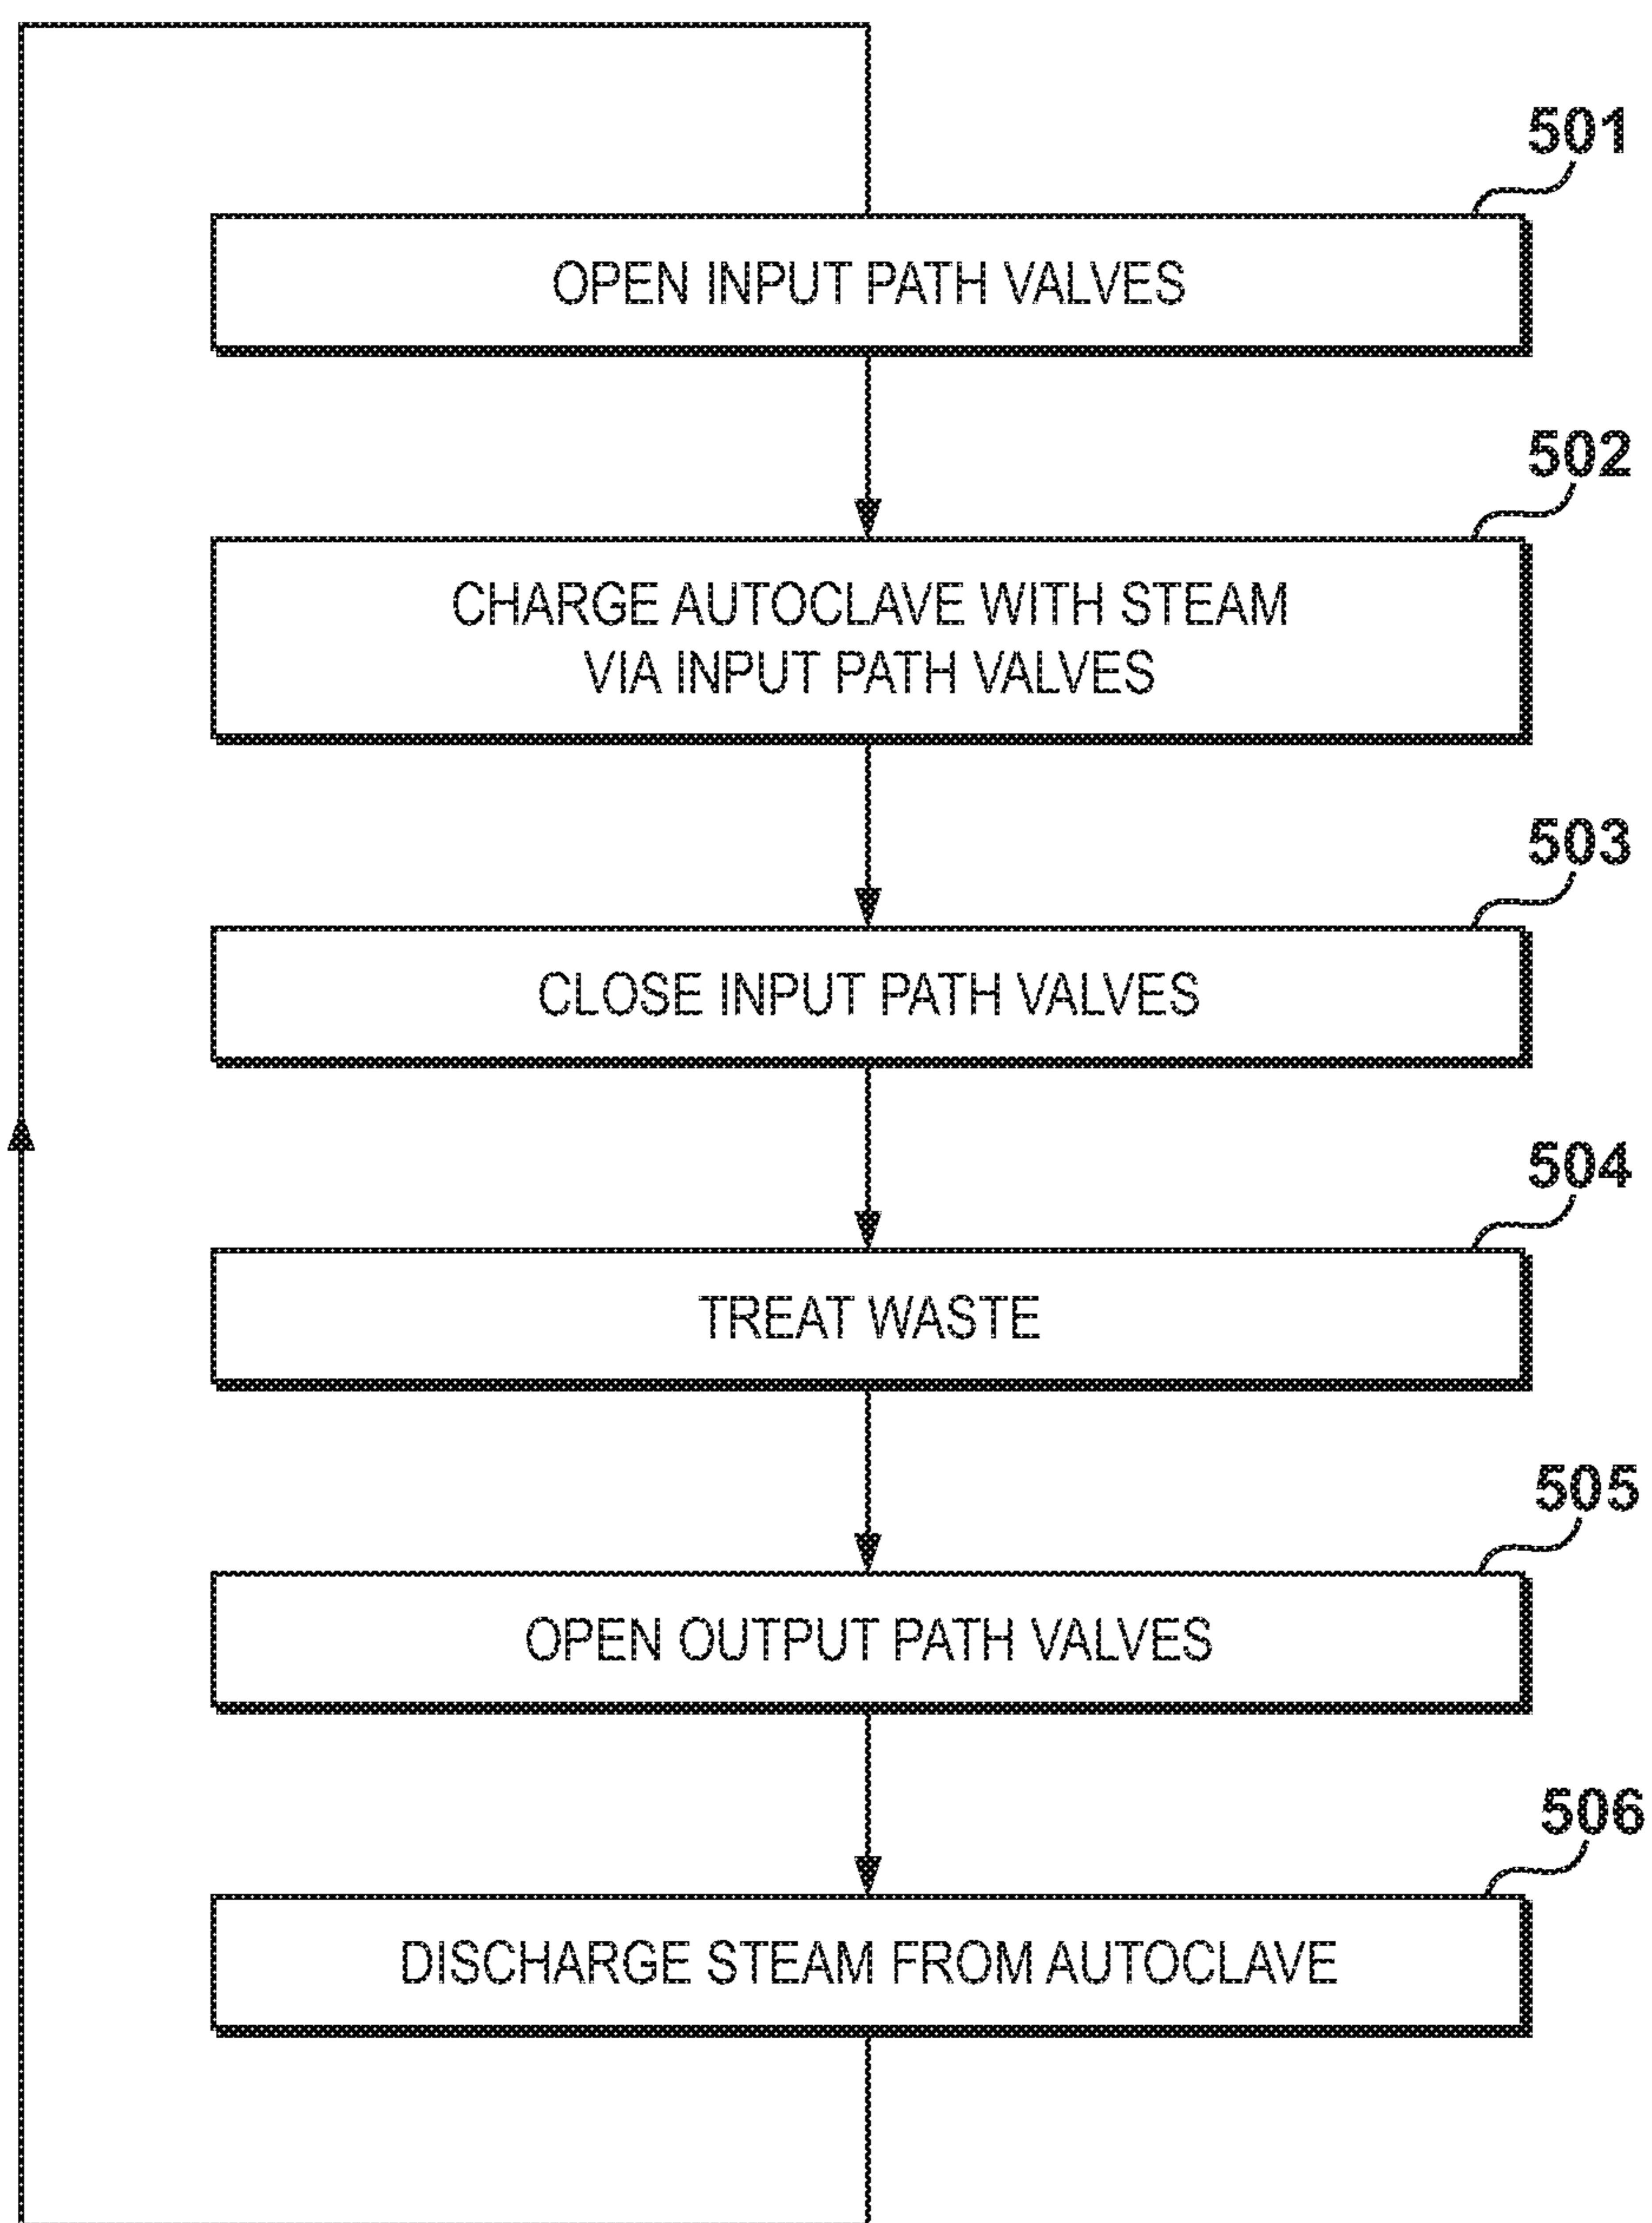 501
OPEN INPUT PATH VALVES
502
CHARGE AUTOCLAVE WITH STEAM
VIA INPUT PATH VALVES
503
CLOSE INPUT PATH VALVES
504
TREAT WASTE
505
OPEN OUTPUT PATH VALVES
506
DISCHARGE STEAM FROM AUTOCLAVE